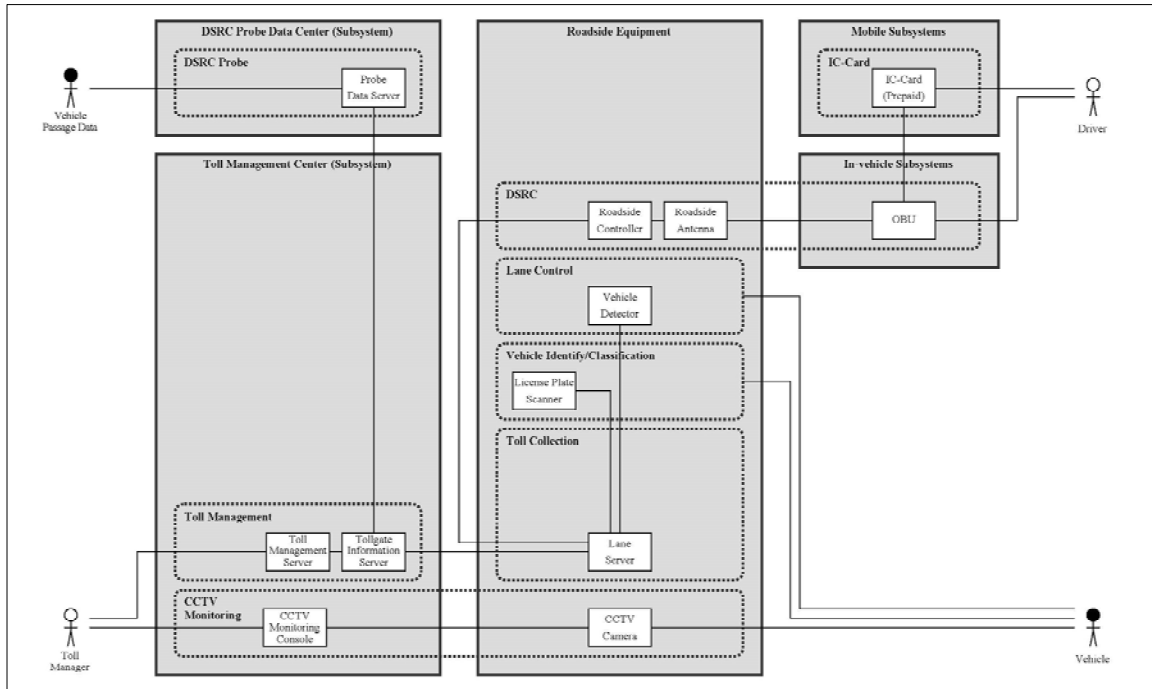 DSRC Probe Data Center (Subsystem)
DSRC Probe
Probe
Data Server
Vehicle
Passage Data
Roadside Equipment
Mobile Subsystems
IC-Card
IC-Card
(Prepaid)
Driver
Toll Management Center (Subsystem)
In-vehicle Subsystems
DSRC
Roadside
Controller
Roadside
Antenna
OBU
Lane Control
Vehicle
Detector
Vehicle Identify/Classification
License Plate
Scanner
Toll Collection
Lane
Server
Toll Management
Toll
Management
Server
Tollgate
Information
Server
CCTV
Monitoring
CCTV
Monitoring
Console
CCTV
Camera
Toll
Manager
Vehicle